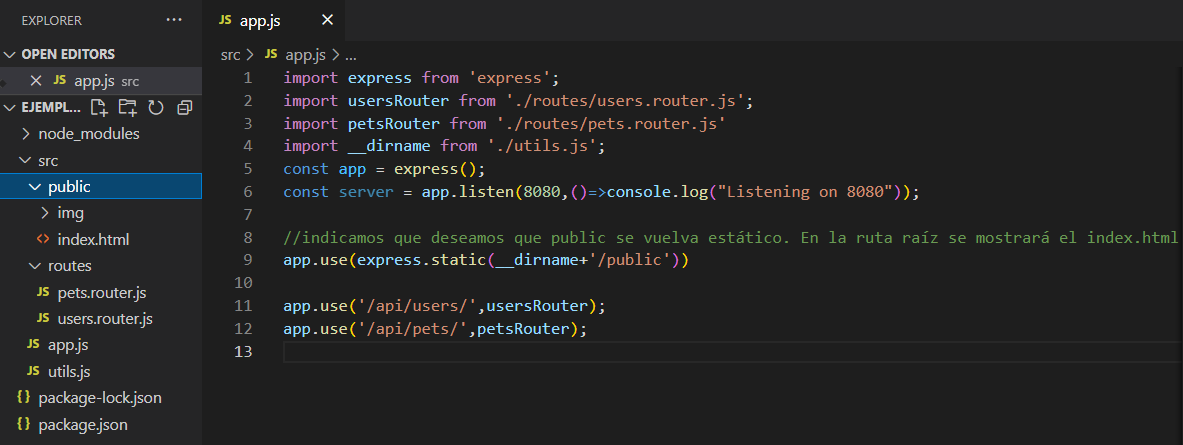 EXPLORER ...
OPEN EDITORS
JS app.js src
EJEMPL...
node_modules
src
public
img
<> index.html
routes
JS pets.router.js
JS users.router.js
JS app.js
JS utils.js
{} package-lock.json
{} package.json
JS app.js
src > JS app.js > ...
1 import express from 'express';
2 import usersRouter from './routes/users.router.js';
3 import petsRouter from './routes/pets.router.js'
4 import __dirname from './utils.js';
5 const app = express();
6 const server = app.listen(8080,()=>console.log("Listening on 8080"));
7
8 //indicamos que deseamos que public se vuelva estático. En la ruta raíz se mostrará el index.html
9 app.use(express.static(__dirname+'/public'))
10
11 app.use('/api/users/',usersRouter);
12 app.use('/api/pets/',petsRouter);
13